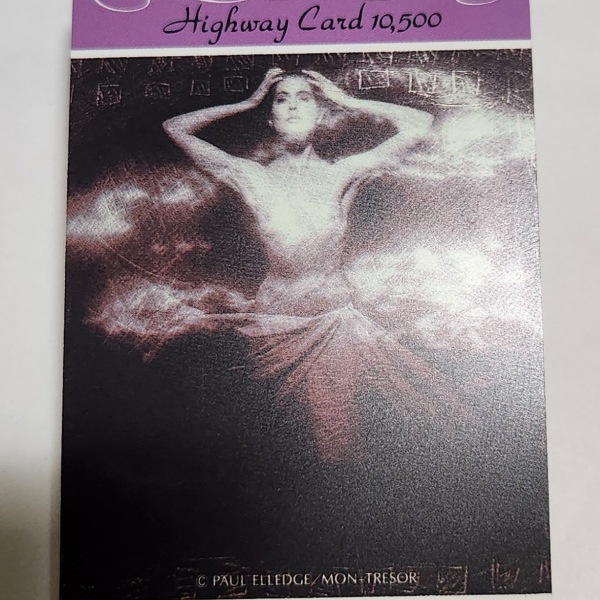 Highway Card 10,500
© PAUL ELLEDGE/MON-TRESOR